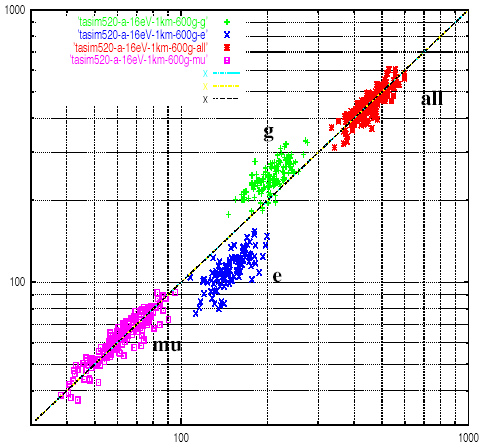 1000
'tasim520-a-16eV-1km-600g-g'
'tasim520-a-16eV-1km-600g-e'
'tasim520-a-16eV-1km-600g-all'
'tasim520-a-16eV-1km-600g-mu'
x
x
x
all
g
e
100
mu
100
1000